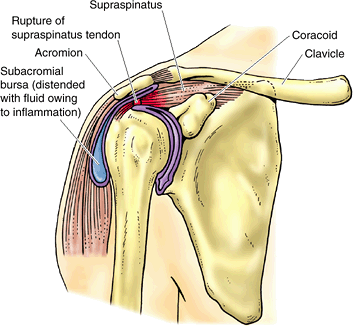 Supraspinatus
Rupture of
supraspinatus tendon
Acromion
Subacromial
bursa (distended
with fluid owing
to inflammation)
Coracoid
Clavicle